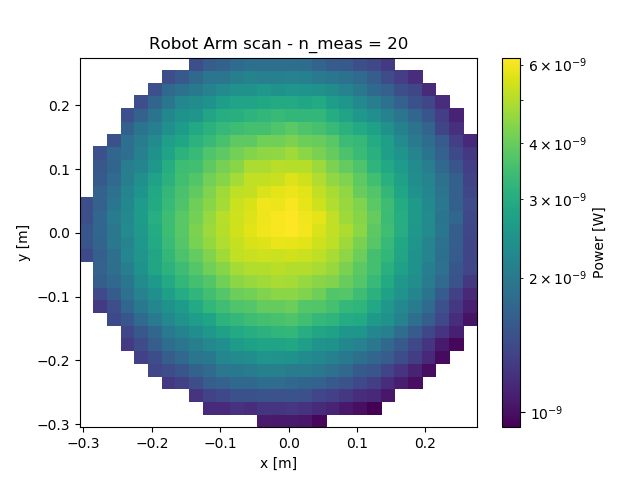 Robot Arm scan - n_meas = 20
y [m]
0.2
0.1
0.0
−0.1
−0.2
−0.3
−0.3 −0.2 −0.1 0.0 0.1 0.2
x [m]
6 × 10⁻⁹
4 × 10⁻⁹
3 × 10⁻⁹
2 × 10⁻⁹
10⁻⁹
Power [W]